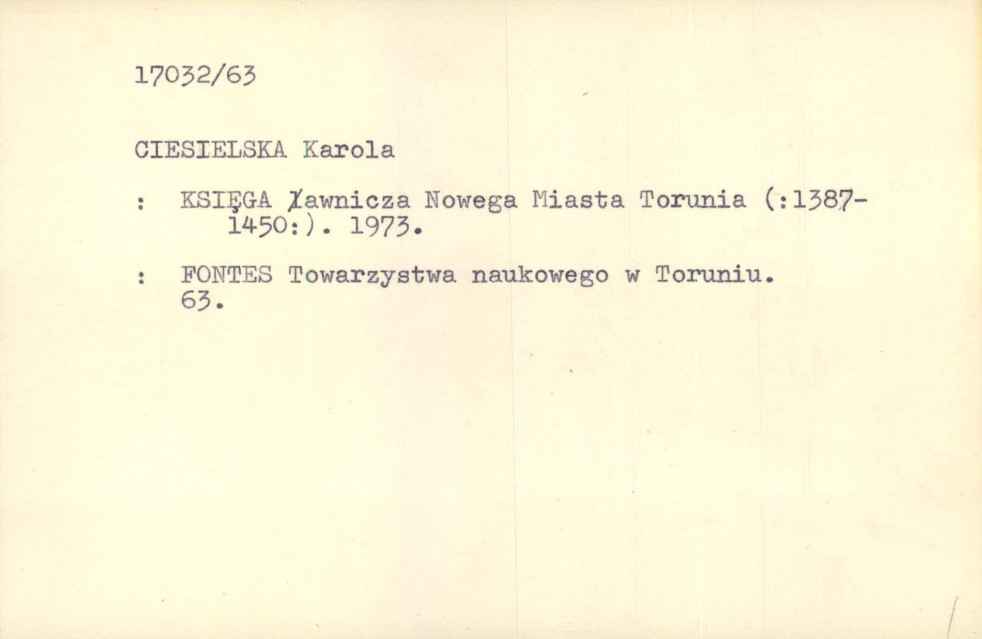 17032/63
CIESIELSKA Karola
: KSIĘGA Ławnicza Nowega Miasta Torunia (:1387-
1450:). 1973.
: FONTES Towarzystwa naukowego w Toruniu.
63.